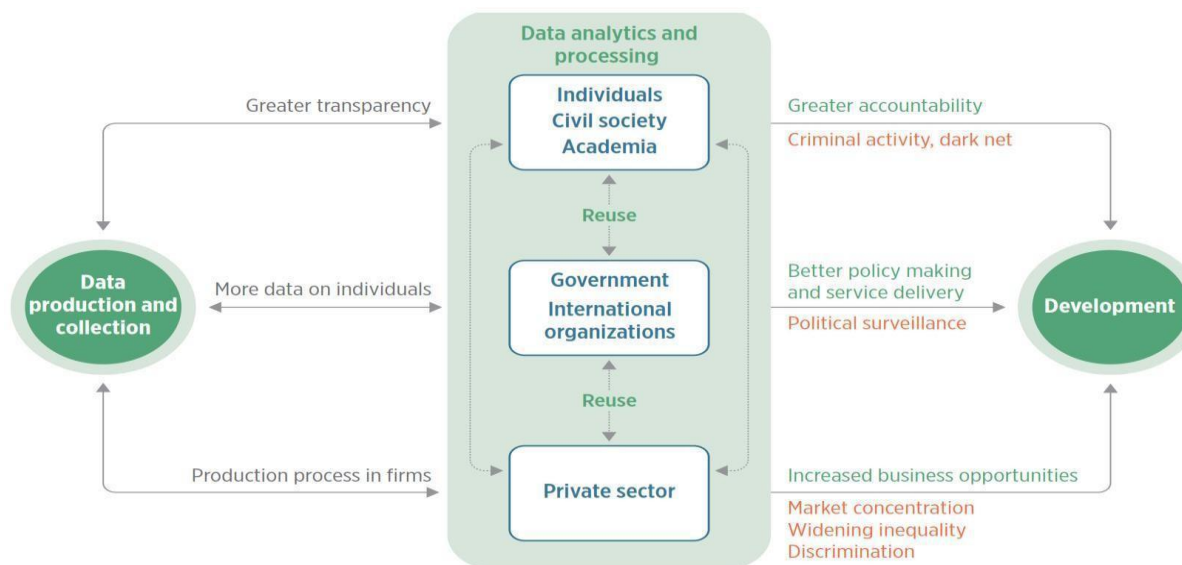 Data analytics and
processing
Individuals
Civil society
Academia
Greater transparency
Greater accountability
Criminal activity, dark net
Reuse
Data
production and
collection
More data on individuals
Government
International
organizations
Better policy making
and service delivery
Political surveillance
Development
Reuse
Production process in firms
Private sector
Increased business opportunities
Market concentration
Widening inequality
Discrimination